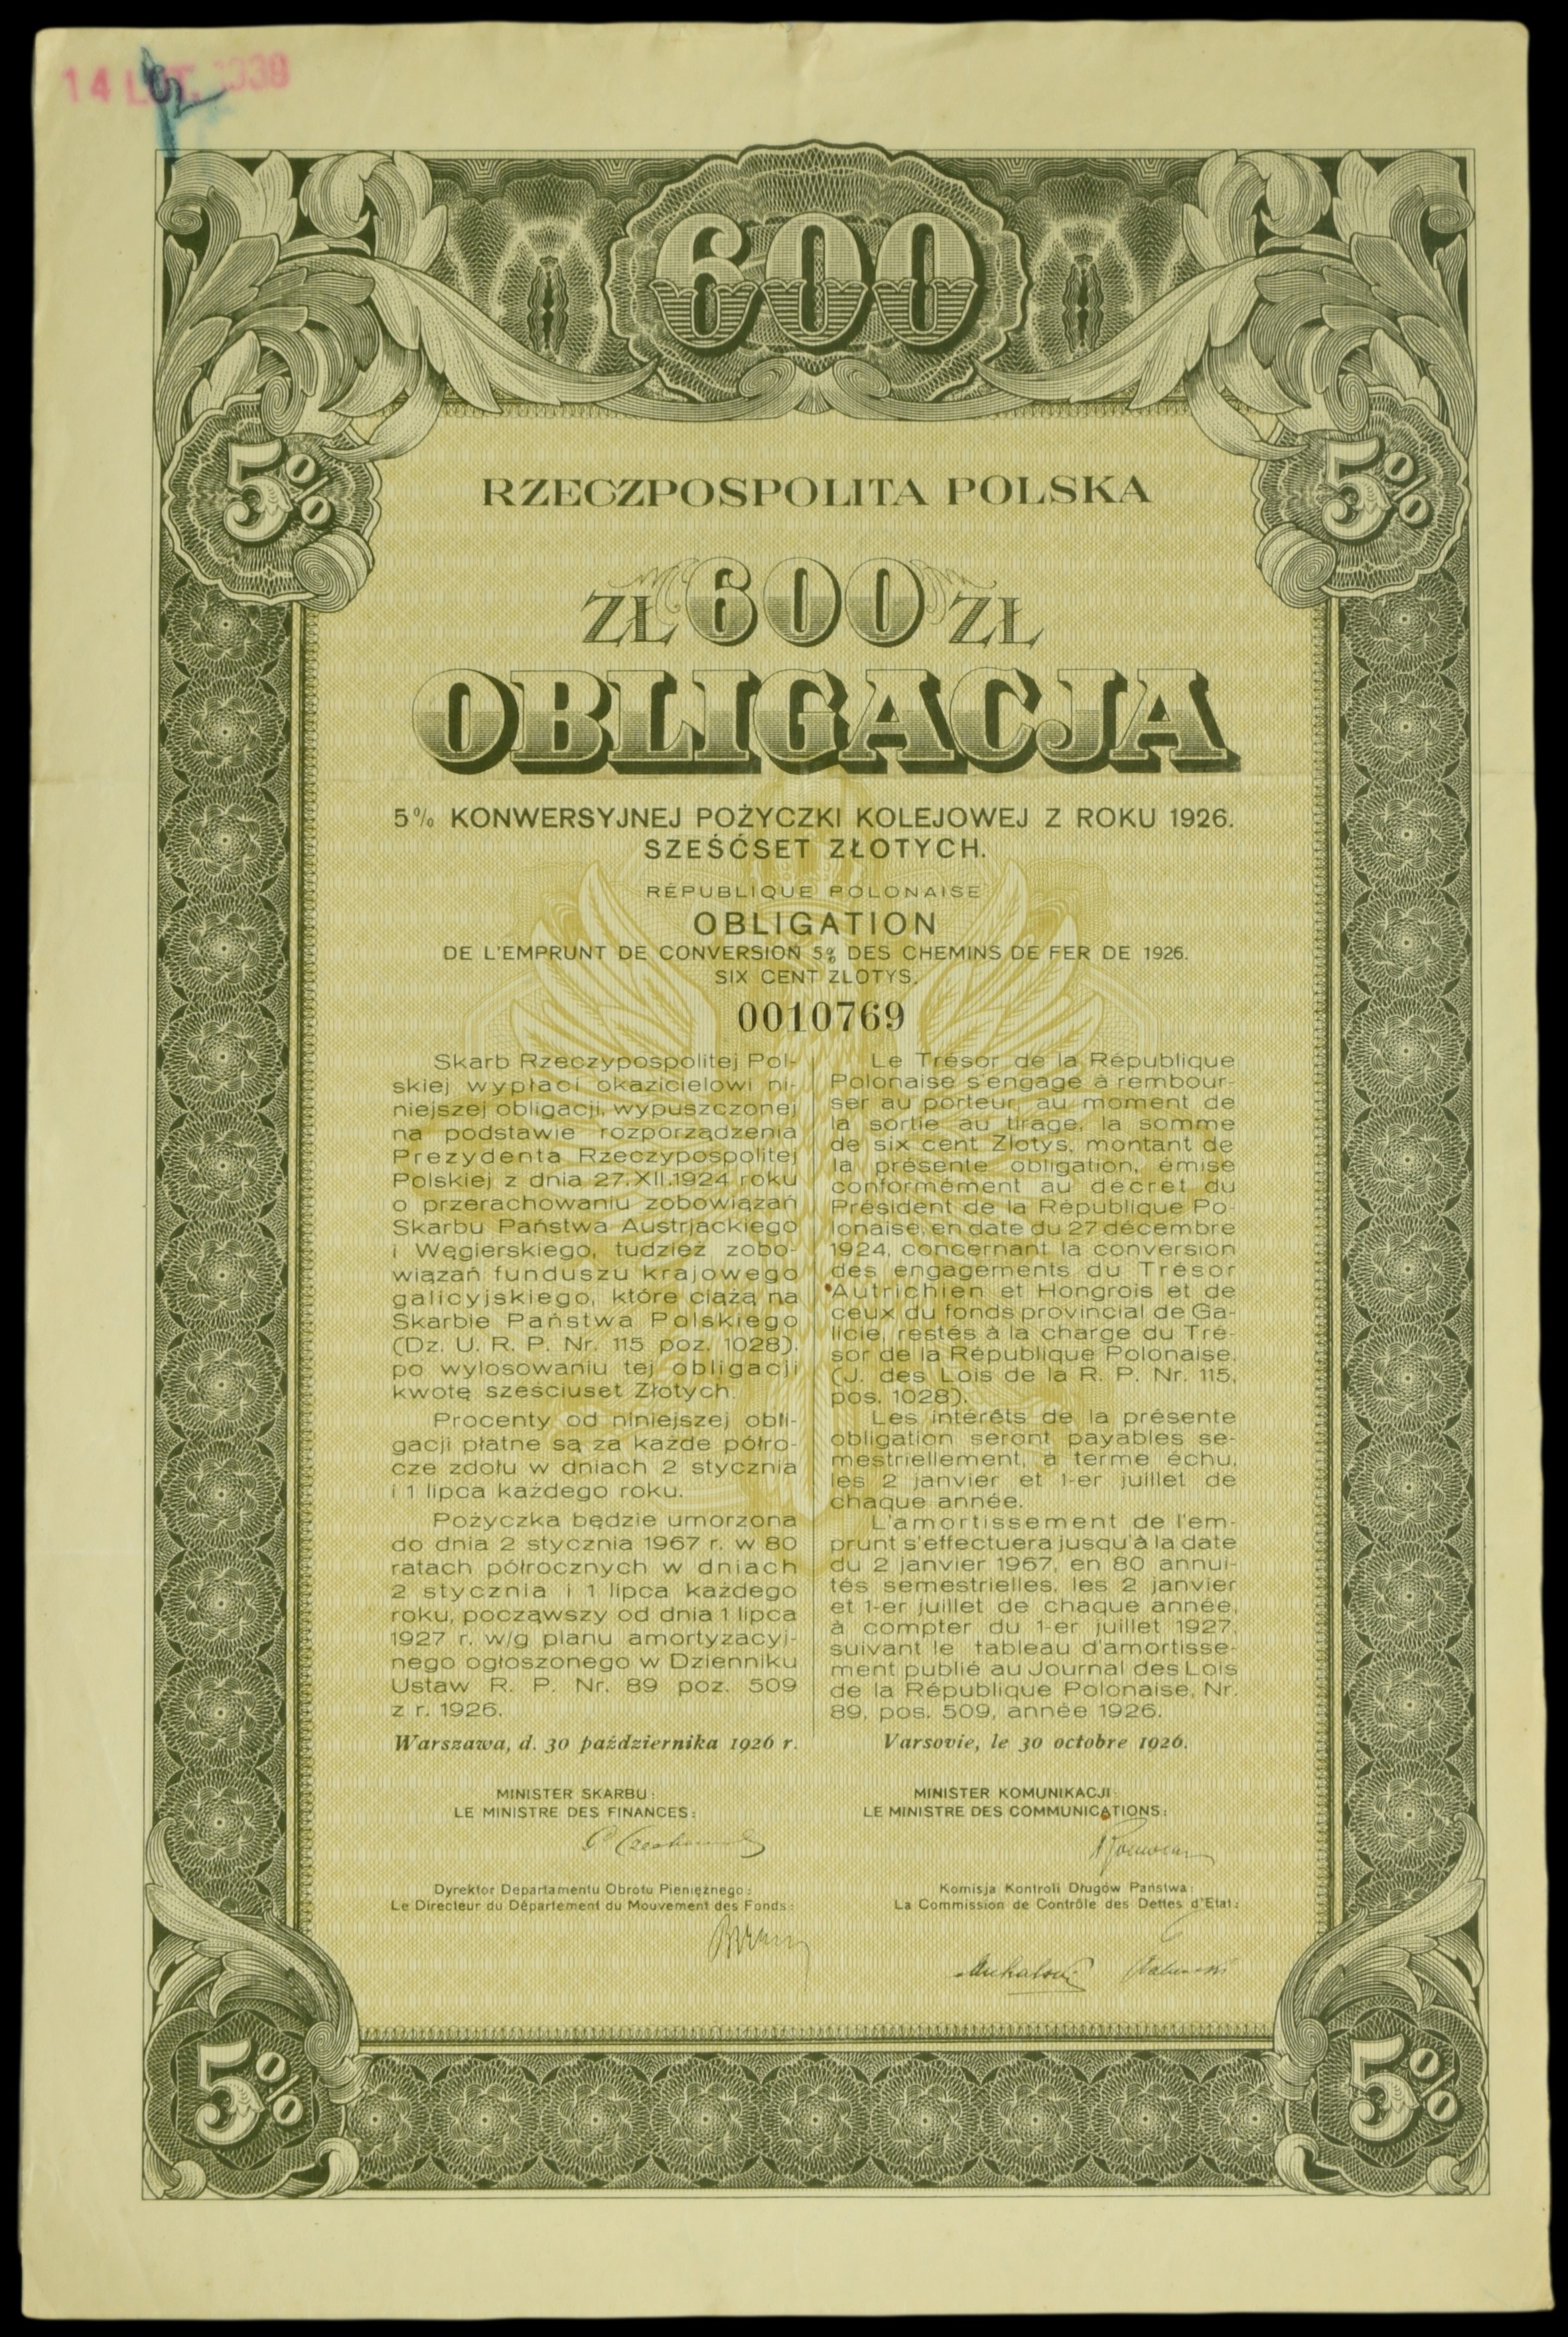 14 LUT.
600
5%
5%
RZECZPOSPOLITA POLSKA
ZŁ 600 ZŁ
OBLIGACJA
5% KONWERSYJNEJ POŻYCZKI KOLEJOWEJ Z ROKU 1926.
SZEŚĆSET ZŁOTYCH.
RÉPUBLIQUE POLONAISE
OBLIGATION
DE L'EMPRUNT DE CONVERSION 5% DES CHEMINS DE FER DE 1926.
SIX CENT ZLOTYS.
0010769
Skarb Rzeczypospolitej Pol-
skiej wypłaci okazicielowi ni-
niejszej obligacji, wypuszczonej
na podstawie rozporządzenia
Prezydenta Rzeczypospolitej
Polskiej z dnia 27.XII.1924 roku
o przerachowaniu zobowiązań
Skarbu Państwa Austrjackiego
i Węgierskiego, tudzież zobo-
wiązań funduszu krajowego
galicyjskiego, które ciążą na
Skarbie Państwa Polskiego
(Dz. U. R. P. Nr. 115 poz. 1028),
po wylosowaniu tej obligacji
kwotę sześciuset Złotych.
Procenty od niniejszej obli-
gacji płatne są za każde półro-
cze zdołu w dniach 2 stycznia
i 1 lipca każdego roku.
Pożyczka będzie umorzona
do dnia 2 stycznia 1967 r. w 80
ratach półrocznych w dniach
2 stycznia i 1 lipca każdego
roku, począwszy od dnia 1 lipca
1927 r. w/g planu amortyzacyj-
nego ogłoszonego w Dzienniku
Ustaw R. P. Nr. 89 poz. 509
z r. 1926.
Warszawa, d. 30 października 1926 r.
Le Trésor de la République
Polonaise s'engage à rembour-
ser au porteur, au moment de
la sortie au tirage, la somme
de six cent Zlotys, montant de
la présente obligation, émise
conformément au décret du
Président de la République Po-
lonaise, en date du 27 décembre
1924, concernant la conversion
des engagements du Trésor
Autrichien et Hongrois et de
ceux du fonds provincial de Ga-
licie, restés à la charge du Tré-
sor de la République Polonaise.
(J. des Lois de la R. P. Nr. 115,
pos. 1028).
Les intérêts de la présente
obligation seront payables se-
mestriellement, à terme échu,
les 2 janvier et 1-er juillet de
chaque année.
L'amortissement de l'em-
prunt s'effectuera jusqu'à la date
du 2 janvier 1967, en 80 annui-
tés semestrielles, les 2 janvier
et 1-er juillet de chaque année,
à compter du 1-er juillet 1927,
suivant le tableau d'amortisse-
ment publié au Journal des Lois
de la République Polonaise, Nr.
89, pos. 509, année 1926.
Varsovie, le 30 octobre 1926.
MINISTER SKARBU:
LE MINISTRE DES FINANCES:
MINISTER KOMUNIKACJI:
LE MINISTRE DES COMMUNICATIONS:
Dyrektor Departamentu Obrotu Pieniężnego:
Le Directeur du Département du Mouvement des Fonds:
Komisja Kontroli Długów Państwa:
La Commission de Contrôle des Dettes d'Etat:
5%
5%